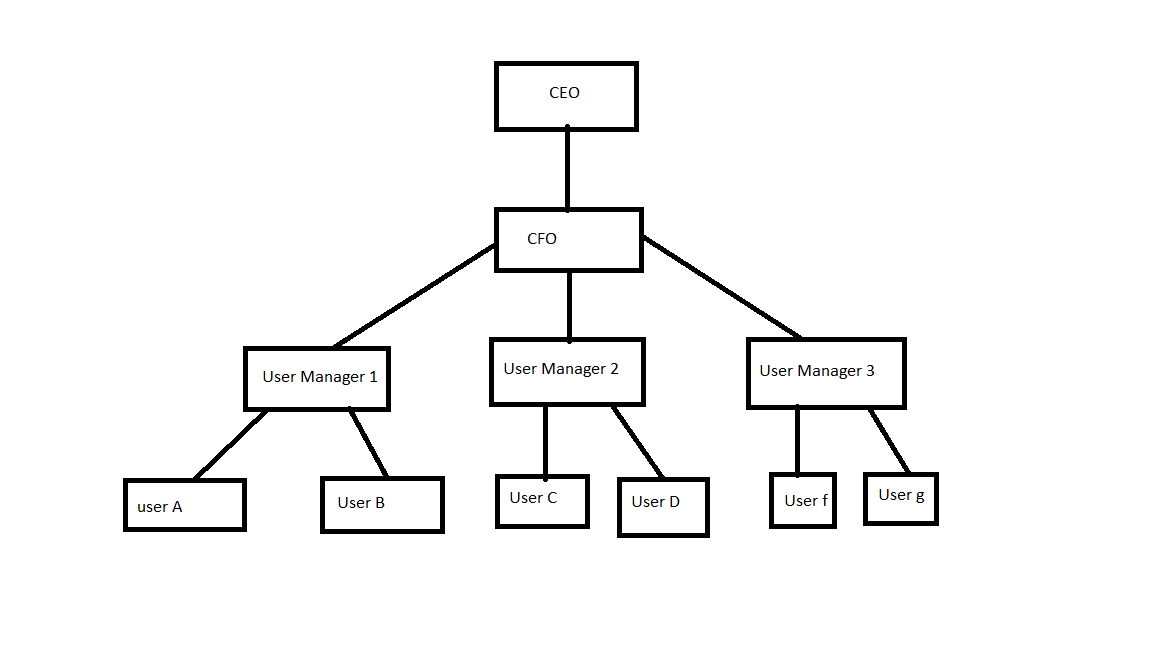 CEO
CFO
User Manager 1
User Manager 2
User Manager 3
user A
User B
User C
User D
User f
User g